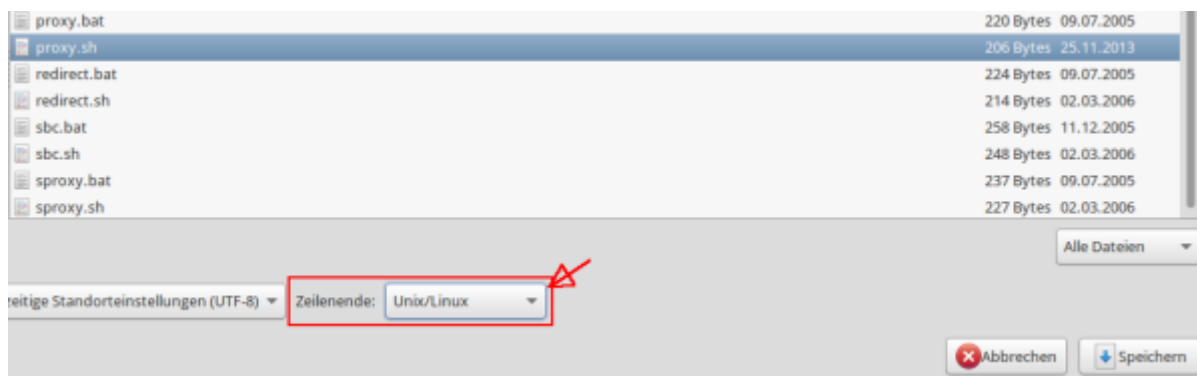 proxy.bat 220 Bytes 09.07.2005
proxy.sh 206 Bytes 25.11.2013
redirect.bat 224 Bytes 09.07.2005
redirect.sh 214 Bytes 02.03.2006
sbc.bat 258 Bytes 11.12.2005
sbc.sh 248 Bytes 02.03.2006
sproxy.bat 237 Bytes 09.07.2005
sproxy.sh 227 Bytes 02.03.2006
Alle Dateien
zeitige Standorteinstellungen (UTF-8) Zeilenende: Unix/Linux
Abbrechen Speichern